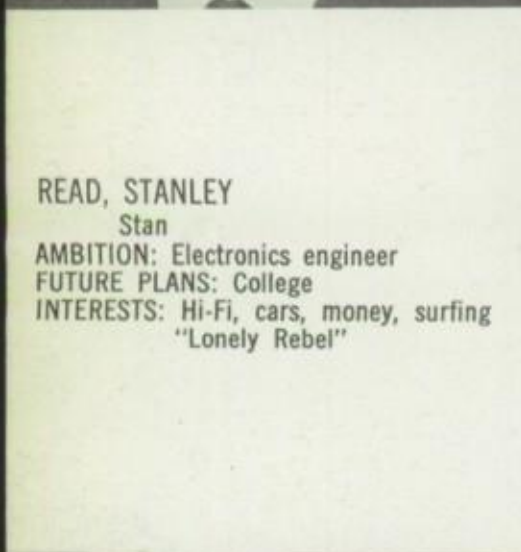 READ, STANLEY
Stan
AMBITION: Electronics engineer
FUTURE PLANS: College
INTERESTS: Hi-Fi, cars, money, surfing
"Lonely Rebel"